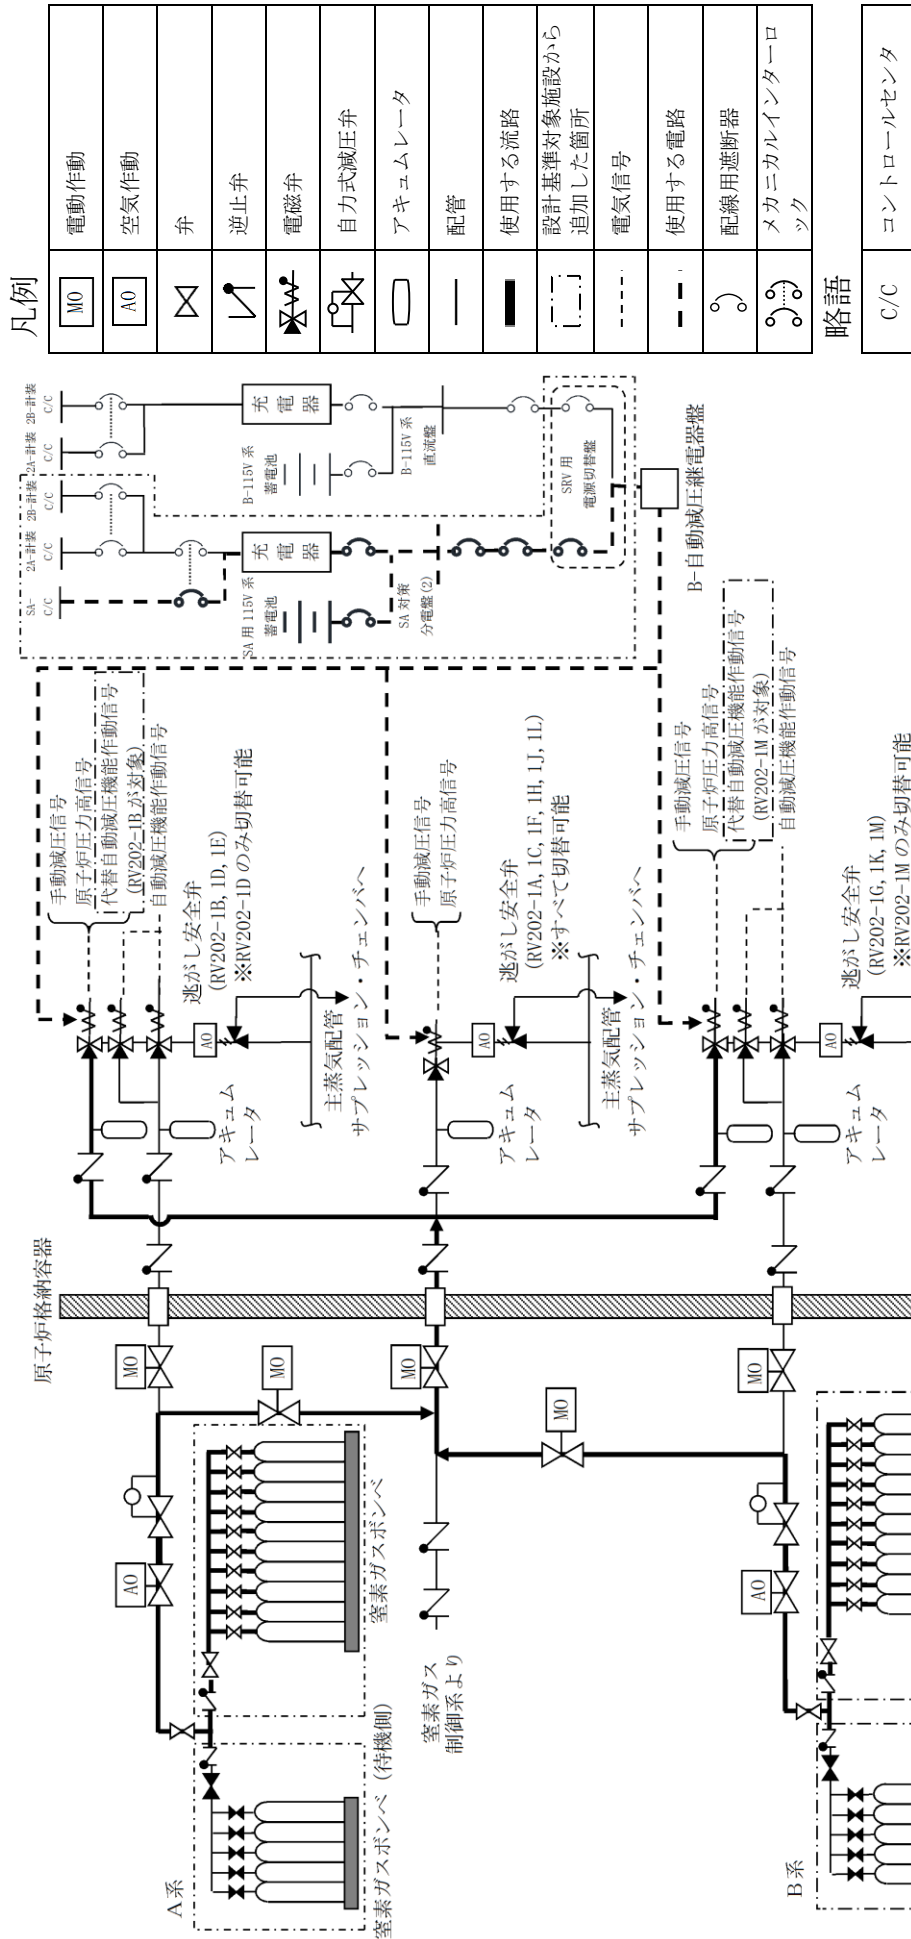 凡例
MO
電動作動
AO
空気作動
弁
逆止弁
電磁弁
自力式減圧弁
アキュムレータ
配管
使用する流路
設計基準対象施設から
追加した箇所
電気信号
使用する電路
配線用遮断器
メカニカルインターロ
ック
略語
C/C
コントロールセンタ
SA-
C/C
2A-計装
C/C
2B-計装
C/C
2A-計装
C/C
2B-計装
C/C
充電器
充電器
SA用115V系
蓄電池
B-115V系
蓄電池
SA対策
分電盤(2)
B-115V系
直流盤
SRV用
電源切替盤
B-自動減圧継電器盤
手動減圧信号
原子炉圧力高信号
代替自動減圧機能作動信号
(RV202-1Bが対象)
自動減圧機能作動信号
逃がし安全弁
(RV202-1B, 1D, 1E)
※RV202-1Dのみ切替可能
AO
主蒸気配管
サプレッション・チェンバへ
アキュム
レータ
手動減圧信号
原子炉圧力高信号
逃がし安全弁
(RV202-1A, 1C, 1F, 1H, 1J, 1L)
※すべて切替可能
AO
主蒸気配管
サプレッション・チェンバへ
アキュム
レータ
手動減圧信号
原子炉圧力高信号
代替自動減圧機能作動信号
(RV202-1Mが対象)
自動減圧機能作動信号
逃がし安全弁
(RV202-1G, 1K, 1M)
※RV202-1Mのみ切替可能
AO
アキュム
レータ
原子炉格納容器
MO
MO
MO
MO
MO
AO
AO
窒素ガスボンベ
窒素ガスボンベ(待機側)
A系
窒素ガス
制御系より
B系